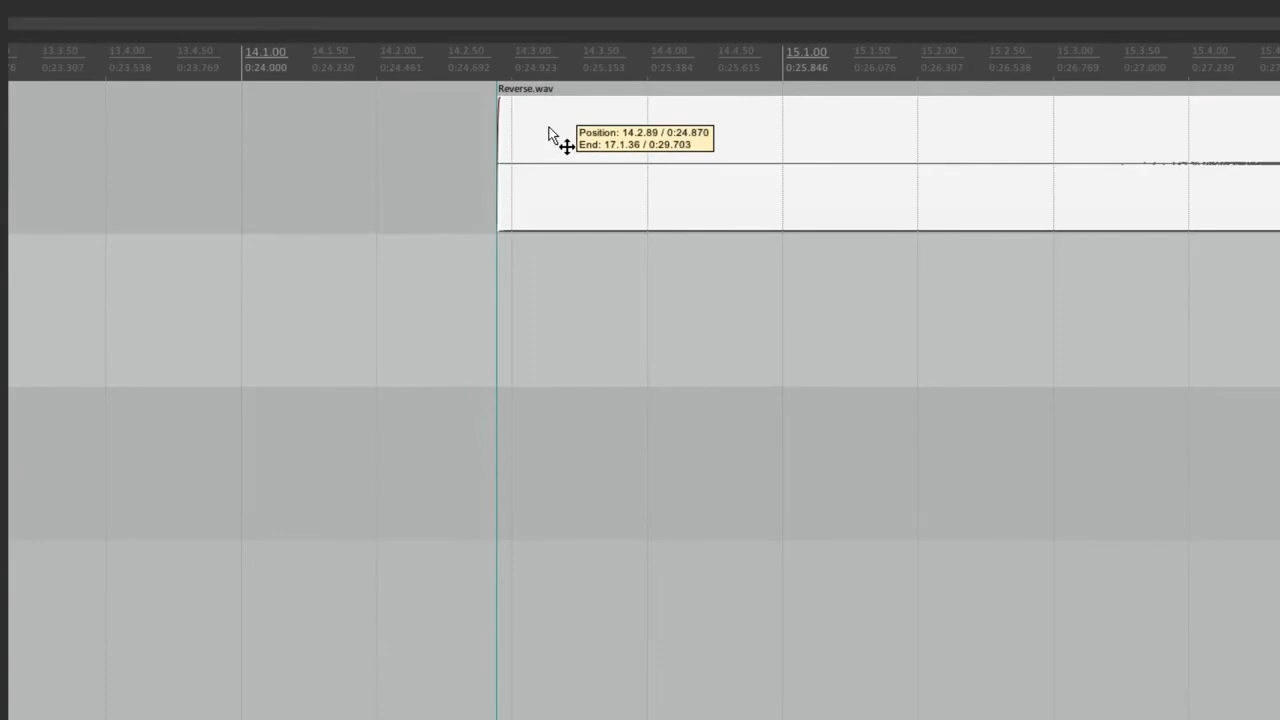 13.3.50 13.4.00 13.4.50 14.1.00 14.1.50 14.2.00 14.2.50 14.3.00 14.3.50 14.4.00 14.4.50 15.1.00 15.1.50 15.2.00 15.2.50 15.3.00 15.3.50 15.4.00
0:23.307 0:23.538 0:23.769 0:24.000 0:24.230 0:24.461 0:24.692 0:24.923 0:25.153 0:25.384 0:25.615 0:25.846 0:26.076 0:26.307 0:26.538 0:26.769 0:27.000 0:27.230
Reverse.wav
Position: 14.2.89 / 0:24.870
End: 17.1.36 / 0:29.703